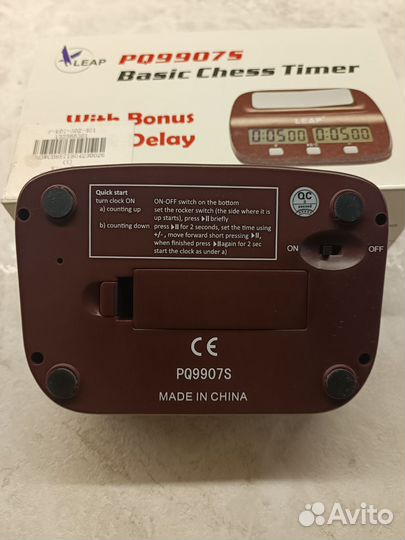 LEAP
PQ9907S
Basic Chess Timer
With Bonus
Delay
LEAP
0:05:00 0:05:00
Quick start
turn clock ON ON-OFF switch on the bottom
a) counting up set the rocker switch (the side where it is
up starts), press ▶II briefly
b) counting down press ▶II for 2 seconds, set the time using
+/- , move forward short pressing ▶II,
when finished press ▶II again for 2 sec
start the clock as under a)
QC
ON OFF
CE
PQ9907S
MADE IN CHINA
Avito